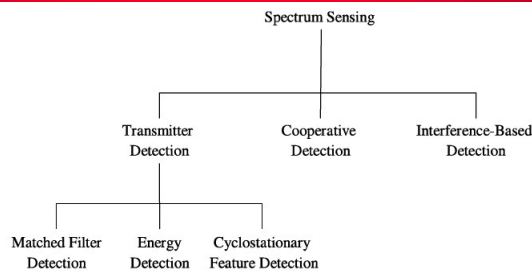 Spectrum Sensing
Transmitter
Detection
Cooperative
Detection
Interference-Based
Detection
Matched Filter
Detection
Energy
Detection
Cyclostationary
Feature Detection